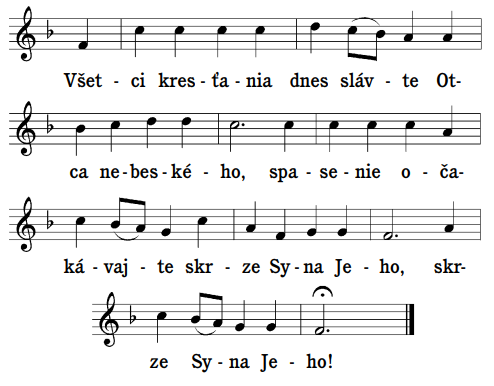 Všet - ci kres - ťa - nia dnes sláv - te Ot-
ca ne - bes - ké - ho, spa - se - nie o - ča-
ká - vaj - te skr - ze Sy - na Je - ho, skr-
ze Sy - na Je - ho!